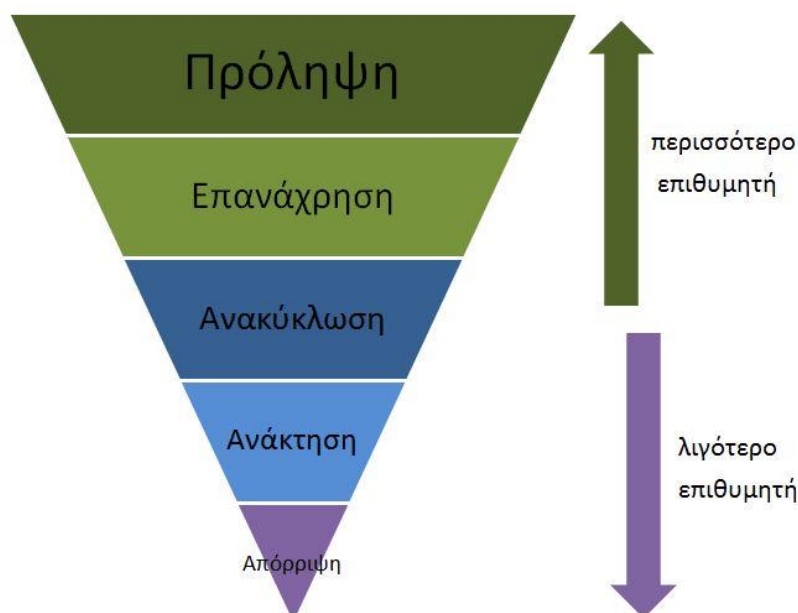 Πρόληψη
Επανάχρηση
Ανακύκλωση
Ανάκτηση
Απόρριψη
περισσότερο
επιθυμητή
λιγότερο
επιθυμητή